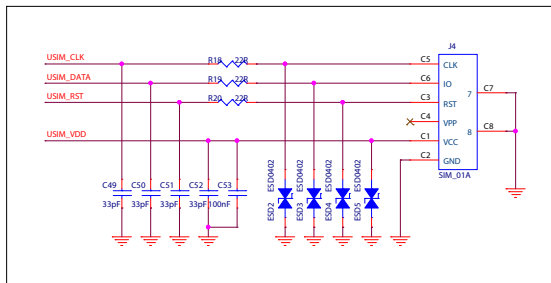 J4
USIM_CLK
R18
22R
C5
CLK
USIM_DATA
R19
22R
C6
IO
7
C7
USIM_RST
R20
22R
C3
RST
C4
VPP
8
C8
USIM_VDD
C1
VCC
C2
GND
SIM_01A
C49
C50
C51
C52
C53
33pF
33pF
33pF
33pF
100nF
ESD2
ESD0402
ESD3
ESD0402
ESD4
ESD0402
ESD5
ESD0402